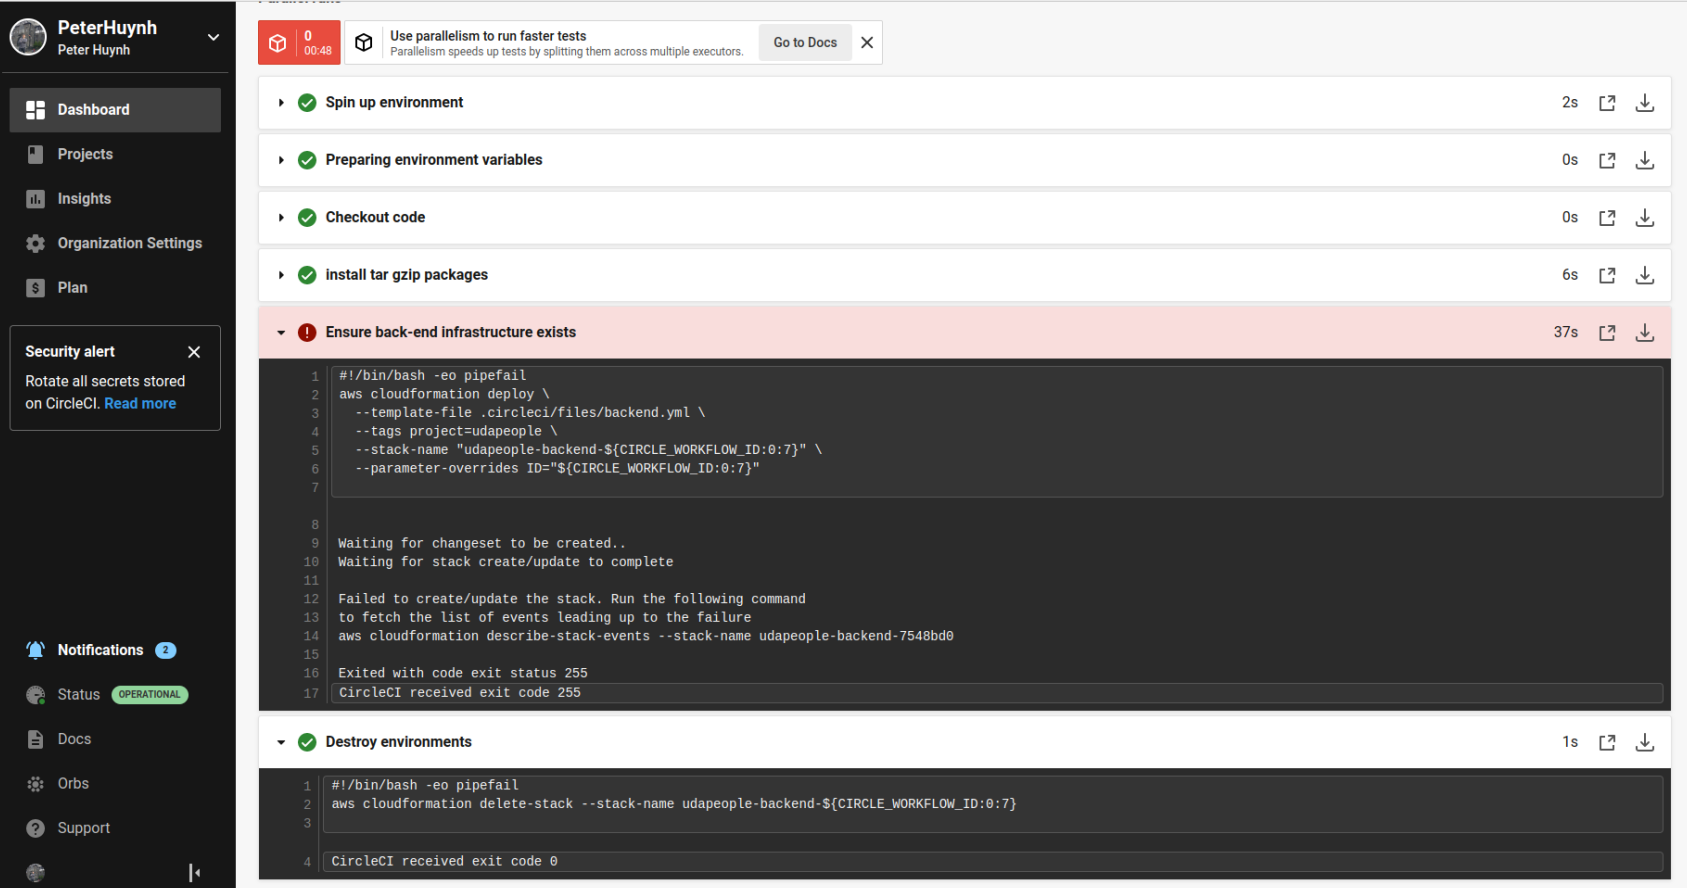 PeterHuynh
Peter Huynh
Dashboard
Projects
Insights
Organization Settings
Plan
Security alert
Rotate all secrets stored
on CircleCI. Read more
Notifications 2
Status OPERATIONAL
Docs
Orbs
Support
0
00:48
Use parallelism to run faster tests
Parallelism speeds up tests by splitting them across multiple executors.
Go to Docs
Spin up environment 2s
Preparing environment variables 0s
Checkout code 0s
install tar gzip packages 6s
Ensure back-end infrastructure exists 37s
1 #!/bin/bash -eo pipefail
2 aws cloudformation deploy \
3 --template-file .circleci/files/backend.yml \
4 --tags project=udapeople \
5 --stack-name "udapeople-backend-${CIRCLE_WORKFLOW_ID:0:7}" \
6 --parameter-overrides ID="${CIRCLE_WORKFLOW_ID:0:7}"
7
8
9 Waiting for changeset to be created..
10 Waiting for stack create/update to complete
11
12 Failed to create/update the stack. Run the following command
13 to fetch the list of events leading up to the failure
14 aws cloudformation describe-stack-events --stack-name udapeople-backend-7548bd0
15
16 Exited with code exit status 255
17 CircleCI received exit code 255
Destroy environments 1s
1 #!/bin/bash -eo pipefail
2 aws cloudformation delete-stack --stack-name udapeople-backend-${CIRCLE_WORKFLOW_ID:0:7}
3
4 CircleCI received exit code 0